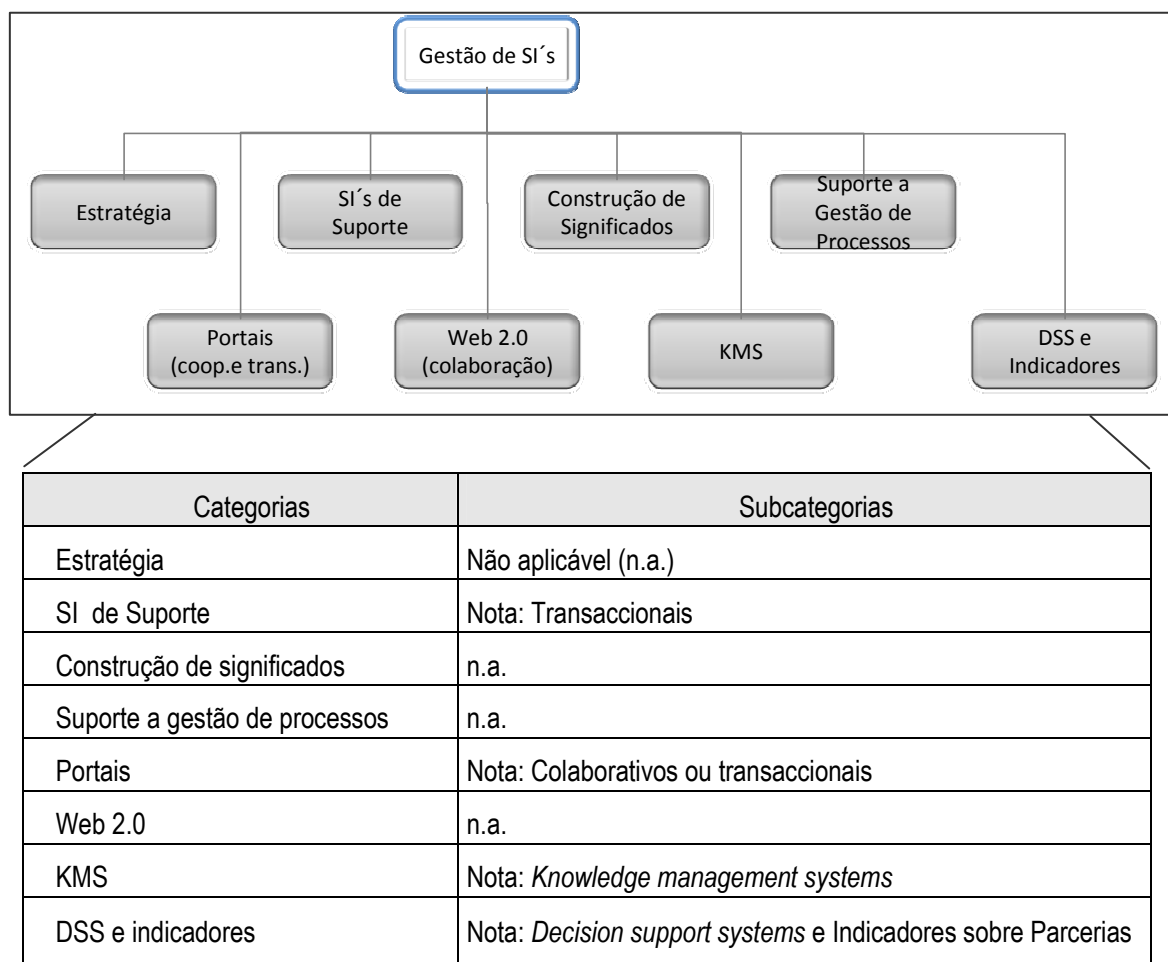 Gestão de SI´s
Estratégia
SI´s de
Suporte
Construção de
Significados
Suporte a
Gestão de
Processos
Portais
(coop.e trans.)
Web 2.0
(colaboração)
KMS
DSS e
Indicadores
Categorias Subcategorias
Estratégia Não aplicável (n.a.)
SI de Suporte Nota: Transaccionais
Construção de significados n.a.
Suporte a gestão de processos n.a.
Portais Nota: Colaborativos ou transaccionais
Web 2.0 n.a.
KMS Nota: Knowledge management systems
DSS e indicadores Nota: Decision support systems e Indicadores sobre Parcerias